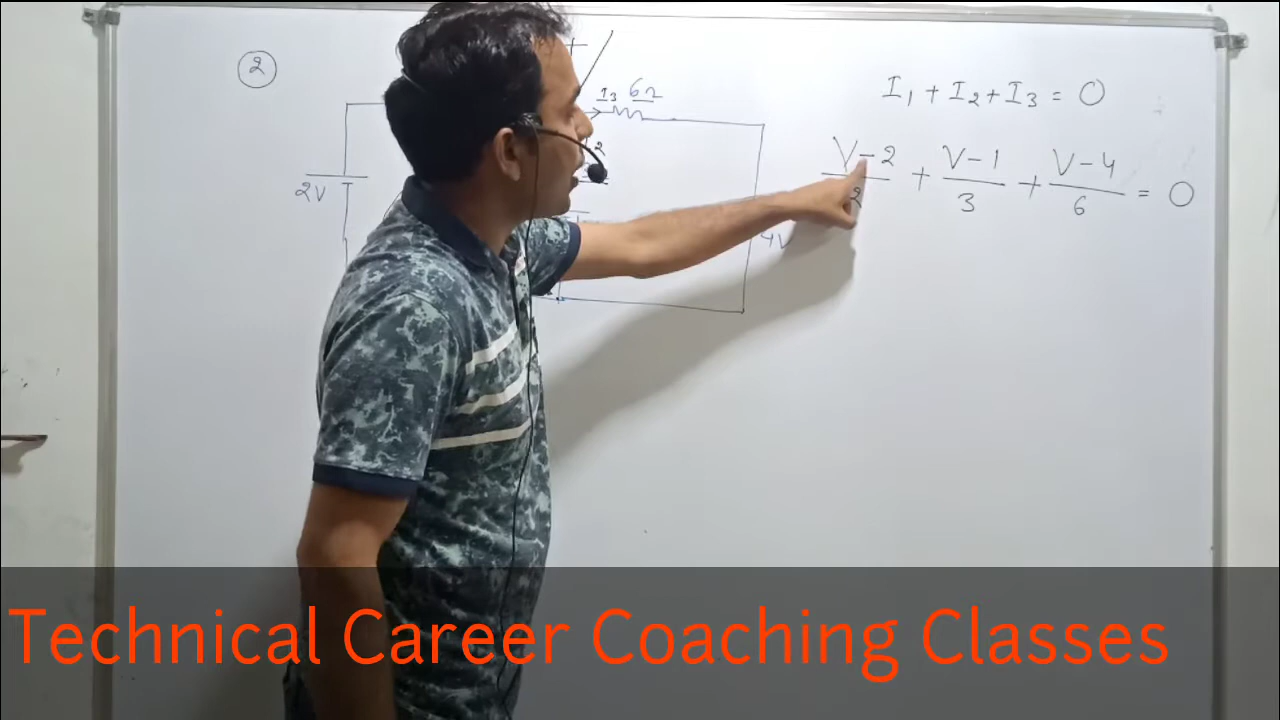 2
I3 6Ω
2V
4V
I1 + I2 + I3 = 0
V-2/2 + V-1/3 + V-4/6 = 0
Technical Career Coaching Classes